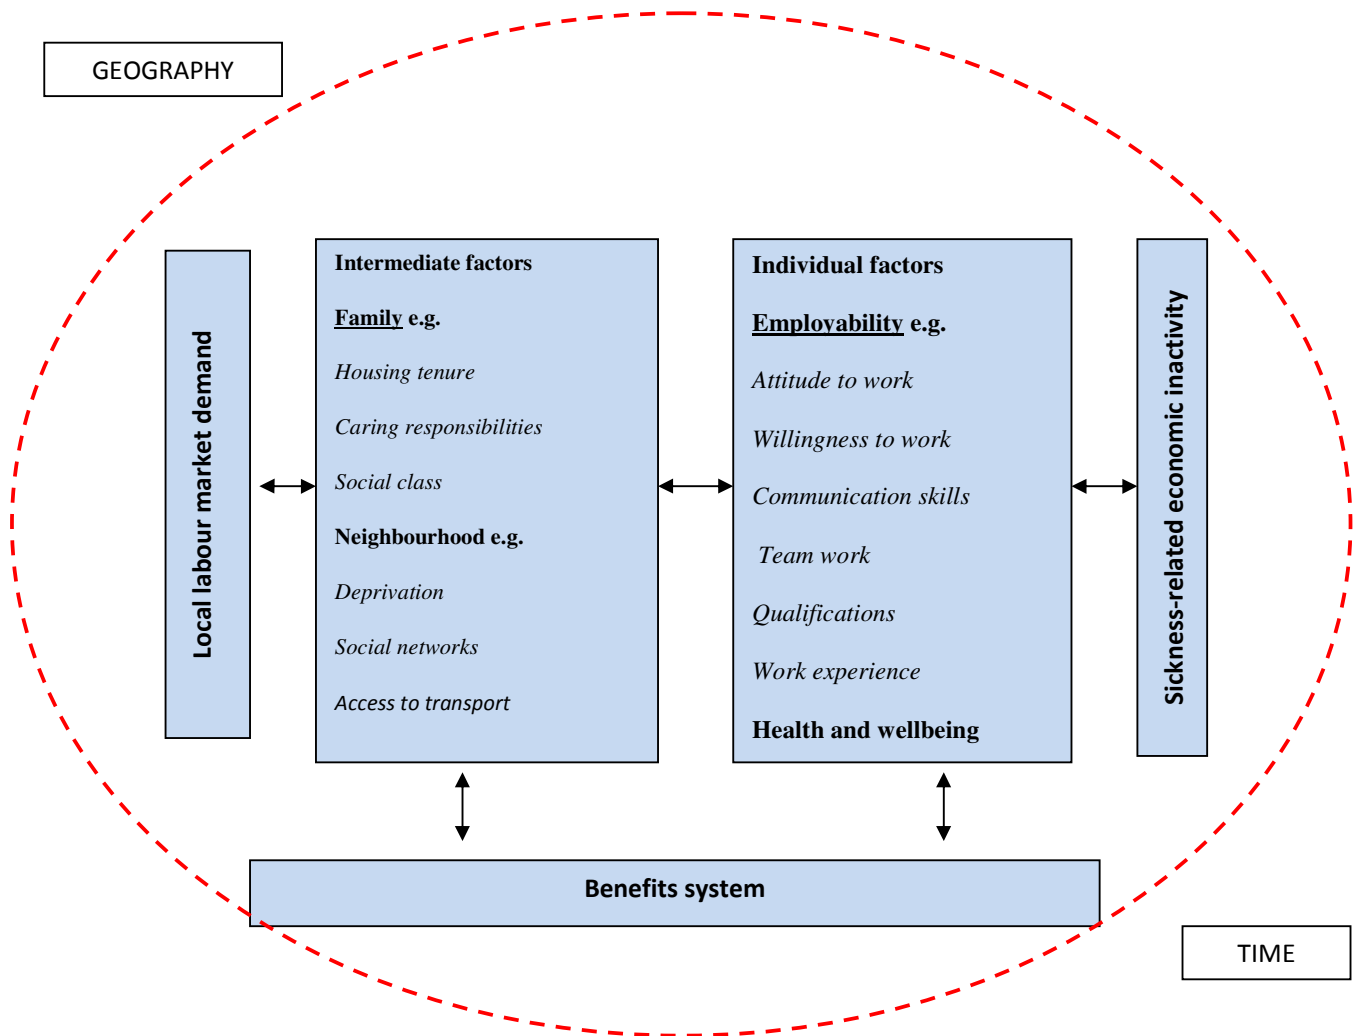 GEOGRAPHY
Local labour market demand
Intermediate factors
Family e.g.
Housing tenure
Caring responsibilities
Social class
Neighbourhood e.g.
Deprivation
Social networks
Access to transport
Individual factors
Employability e.g.
Attitude to work
Willingness to work
Communication skills
Team work
Qualifications
Work experience
Health and wellbeing
Sickness-related economic inactivity
Benefits system
TIME